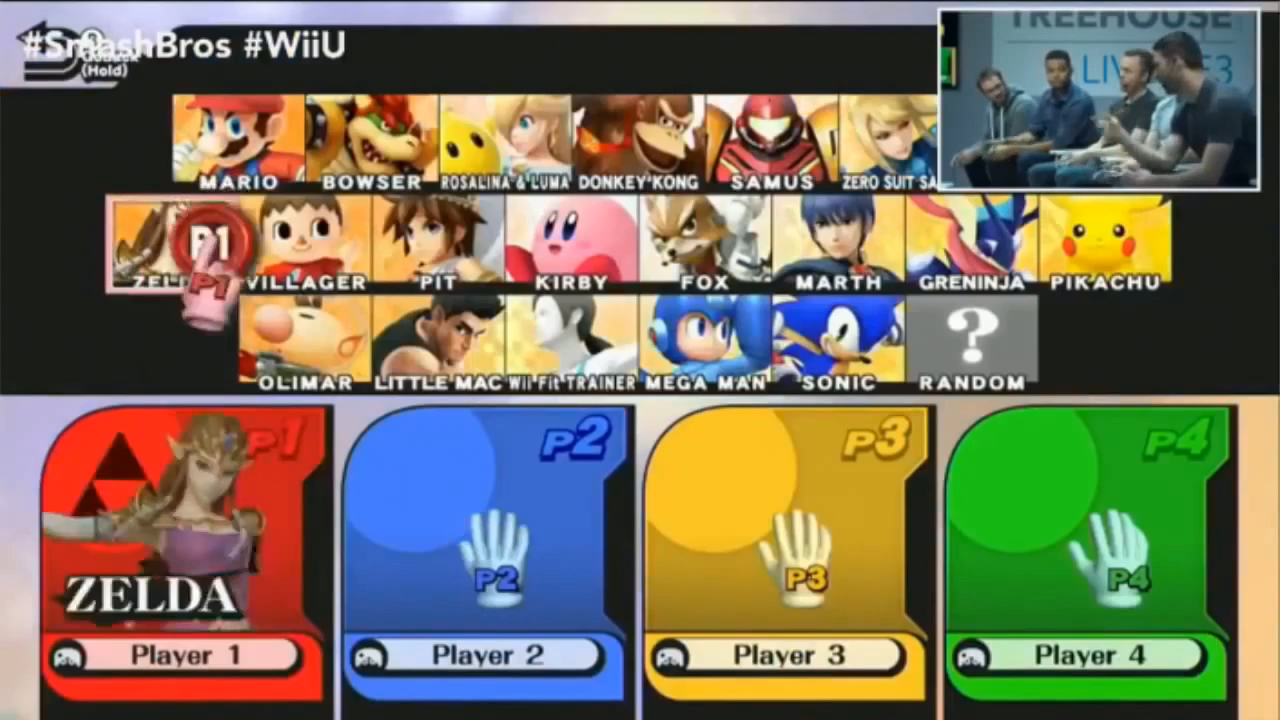 #SmashBros #WiiU
(Hold)
TREEHOUSE
MARIO
BOWSER
ROSALINA & LUMA
DONKEY KONG
SAMUS
ZERO SUIT SA
P1
P1
VILLAGER
PIT
KIRBY
FOX
MARTH
GRENINJA
PIKACHU
?
OLIMAR
LITTLE MAC
Wii Fit TRAINER
MEGA MAN
SONIC
RANDOM
P1
P2
P3
P4
P2
P3
P4
ZELDA
Player 1
Player 2
Player 3
Player 4